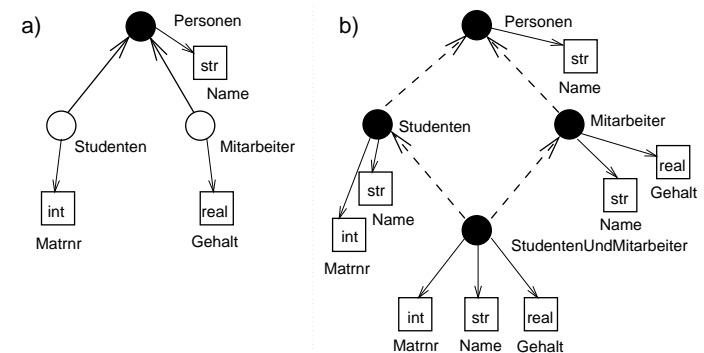 a)
Personen
str
Name
Studenten
Mitarbeiter
int
real
Matrnr
Gehalt
b)
Personen
str
Name
Studenten
Mitarbeiter
str
Name
int
Matrnr
real
Gehalt
str
Name
StudentenUndMitarbeiter
int
str
real
Matrnr
Name
Gehalt